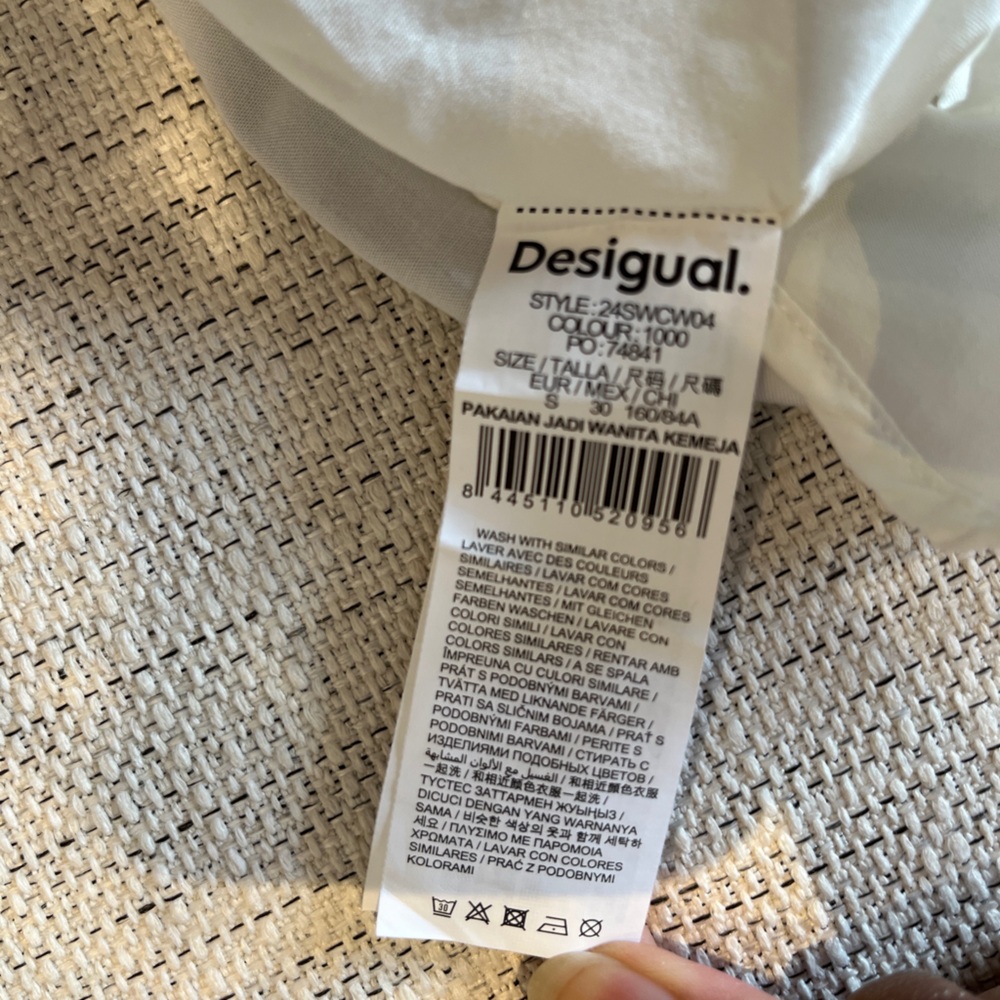 Desigual.
STYLE : 24SWCW04
COLOUR : 1000
PO : 74841
SIZE / TALLA / 尺码 / 尺碼
EUR / MEX / CHI
S 30 160/84A
PAKAIAN JADI WANITA KEMEJA
8 445110 520956
WASH WITH SIMILAR COLORS /
LAVER AVEC DES COULEURS
SIMILAIRES / LAVAR COM CORES
SEMELHANTES / LAVAR COM CORES
SEMELHANTES / MIT GLEICHEN
FARBEN WASCHEN / LAVARE CON
COLORI SIMILI / LAVAR CON
COLORES SIMILARES / RENTAR AMB
COLORS SIMILARS / A SE SPALA
ÎMPREUNA CU CULORI SIMILARE /
PRÁT S PODOBNÝMI BARVAMI /
TVÄTTA MED LIKNANDE FÄRGER /
PRATI SA SLIČNIM BOJAMA / PRAŤ S
PODOBNÝMI FARBAMI / PERITE S
PODOBNIMI BARVAMI / СТИРАТЬ С
ИЗДЕЛИЯМИ ПОДОБНЫХ ЦВЕТОВ /
الغسيل مع الألوان المشابهة / 和相近颜色衣服
一起洗 / 和相近顏色衣服一起洗 /
ТҮСТЕС ЗАТТАРМЕН ЖУЫҢЫЗ /
DICUCI DENGAN YANG WARNANYA
SAMA / 비슷한 색상의 옷과 함께 세탁하
세요 / ΠΛΥΣΙΜΟ ΜΕ ΠΑΡΟΜΟΙΑ
ΧΡΩΜΑΤΑ / LAVAR CON COLORES
SIMILARES / PRAĆ Z PODOBNYMI
KOLORAMI
30